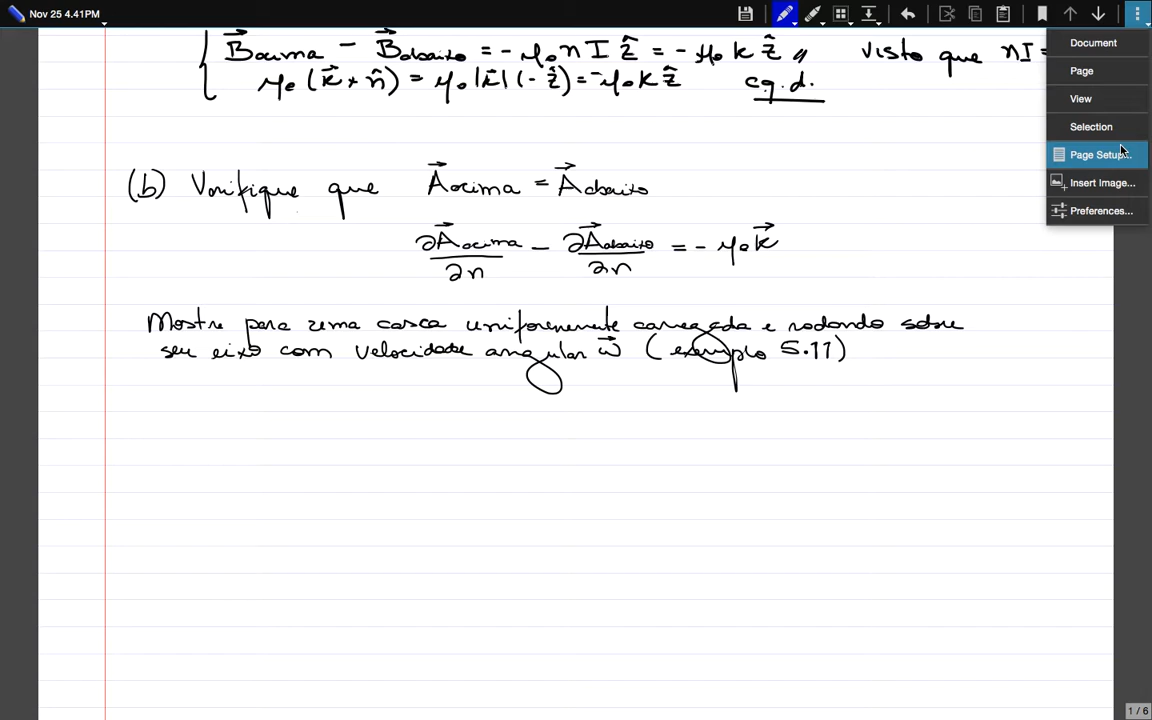 Nov 25 4.41PM
Document
Page
View
Selection
Page Setup...
Insert Image...
Preferences...
B⃗acima − B⃗abaixo = −μ₀ n I ẑ = −μ₀ k ẑ // visto que nI =
μ₀ (k⃗ × n̂) = μ₀ |k⃗| (−ẑ) = −μ₀ k ẑ c.q.d.
(b) Verifique que A⃗acima = A⃗abaixo
∂A⃗acima/∂n − ∂A⃗abaixo/∂n = −μ₀ k⃗
Mostre para uma casca uniformemente carregada e rodando sobre
seu eixo com velocidade angular ω⃗ (exemplo 5.11)
1 / 6